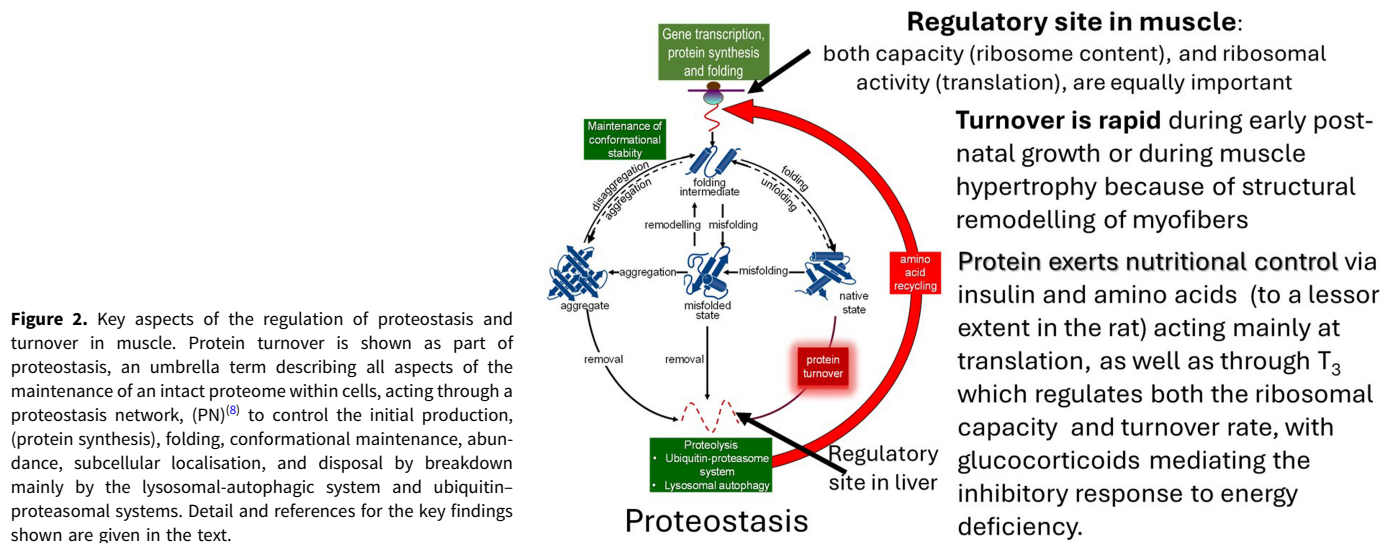 Figure 2. Key aspects of the regulation of proteostasis and
turnover in muscle. Protein turnover is shown as part of
proteostasis, an umbrella term describing all aspects of the
maintenance of an intact proteome within cells, acting through a
proteostasis network, (PN)(8) to control the initial production,
(protein synthesis), folding, conformational maintenance, abun-
dance, subcellular localisation, and disposal by breakdown
mainly by the lysosomal-autophagic system and ubiquitin–
proteasomal systems. Detail and references for the key findings
shown are given in the text.
Gene transcription,
protein synthesis
and folding
Maintenance of
conformational
stabiity
disaggregation
aggregation
folding
intermediate
folding
unfolding
remodelling
misfolding
aggregation
misfolding
aggregate
misfolded
state
native
state
amino
acid
recycling
removal
removal
protein
turnover
Proteolysis
• Ubiquitin-proteasome
system
• Lysosomal autophagy
Regulatory
site in liver
Proteostasis
Regulatory site in muscle:
both capacity (ribosome content), and ribosomal
activity (translation), are equally important
Turnover is rapid during early post-
natal growth or during muscle
hypertrophy because of structural
remodelling of myofibers
Protein exerts nutritional control via
insulin and amino acids (to a lessor
extent in the rat) acting mainly at
translation, as well as through T3
which regulates both the ribosomal
capacity and turnover rate, with
glucocorticoids mediating the
inhibitory response to energy
deficiency.